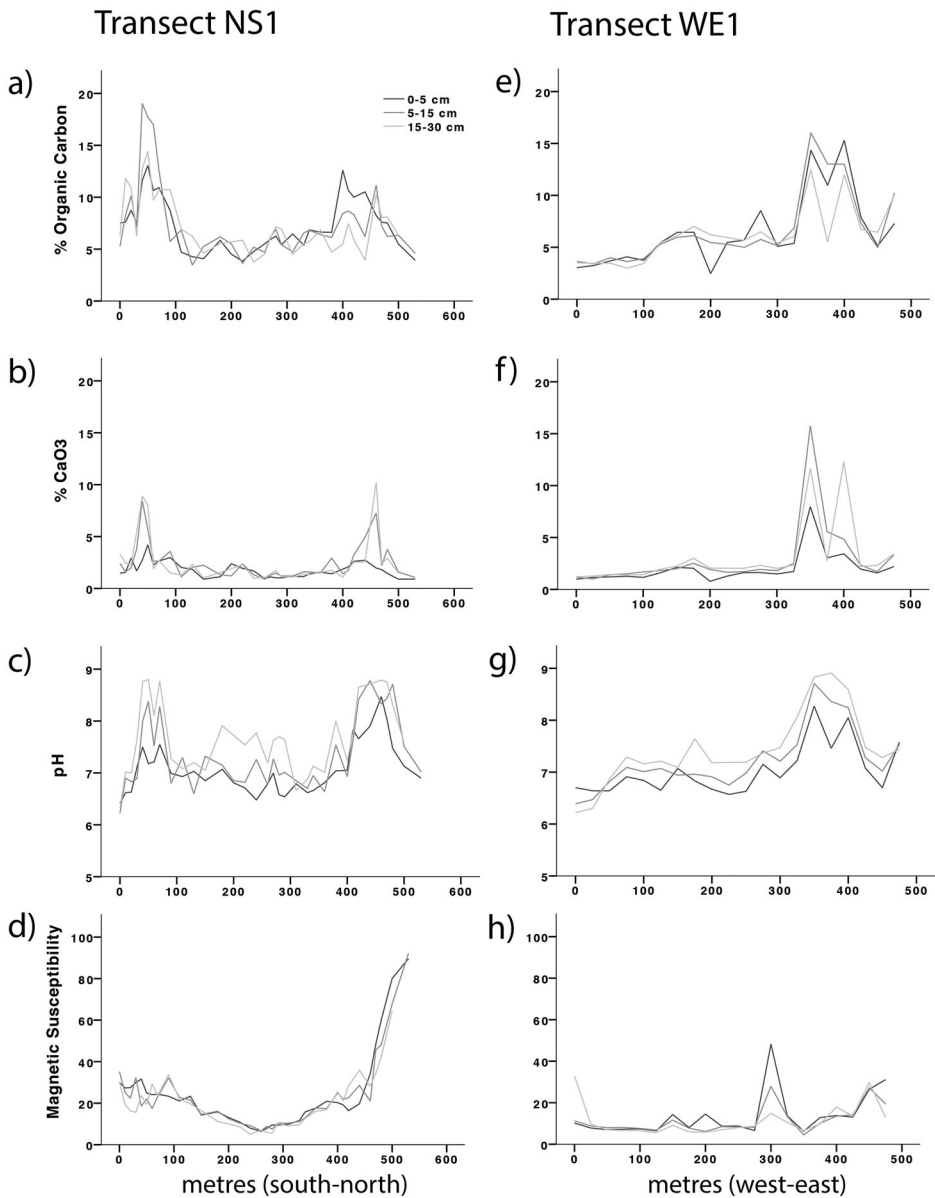 Transect NS1
Transect WE1
a)
% Organic Carbon
20
15
10
5
0
0 100 200 300 400 500 600
0-5 cm
5-15 cm
15-30 cm
e)
20
15
10
5
0
0 100 200 300 400 500
b)
% CaO3
20
15
10
5
0
0 100 200 300 400 500 600
f)
20
15
10
5
0
0 100 200 300 400 500
c)
pH
9
8
7
6
5
0 100 200 300 400 500 600
g)
9
8
7
6
5
0 100 200 300 400 500
d)
Magnetic Susceptibility
100
80
60
40
20
0
0 100 200 300 400 500 600
metres (south-north)
h)
100
80
60
40
20
0
0 100 200 300 400 500
metres (west-east)